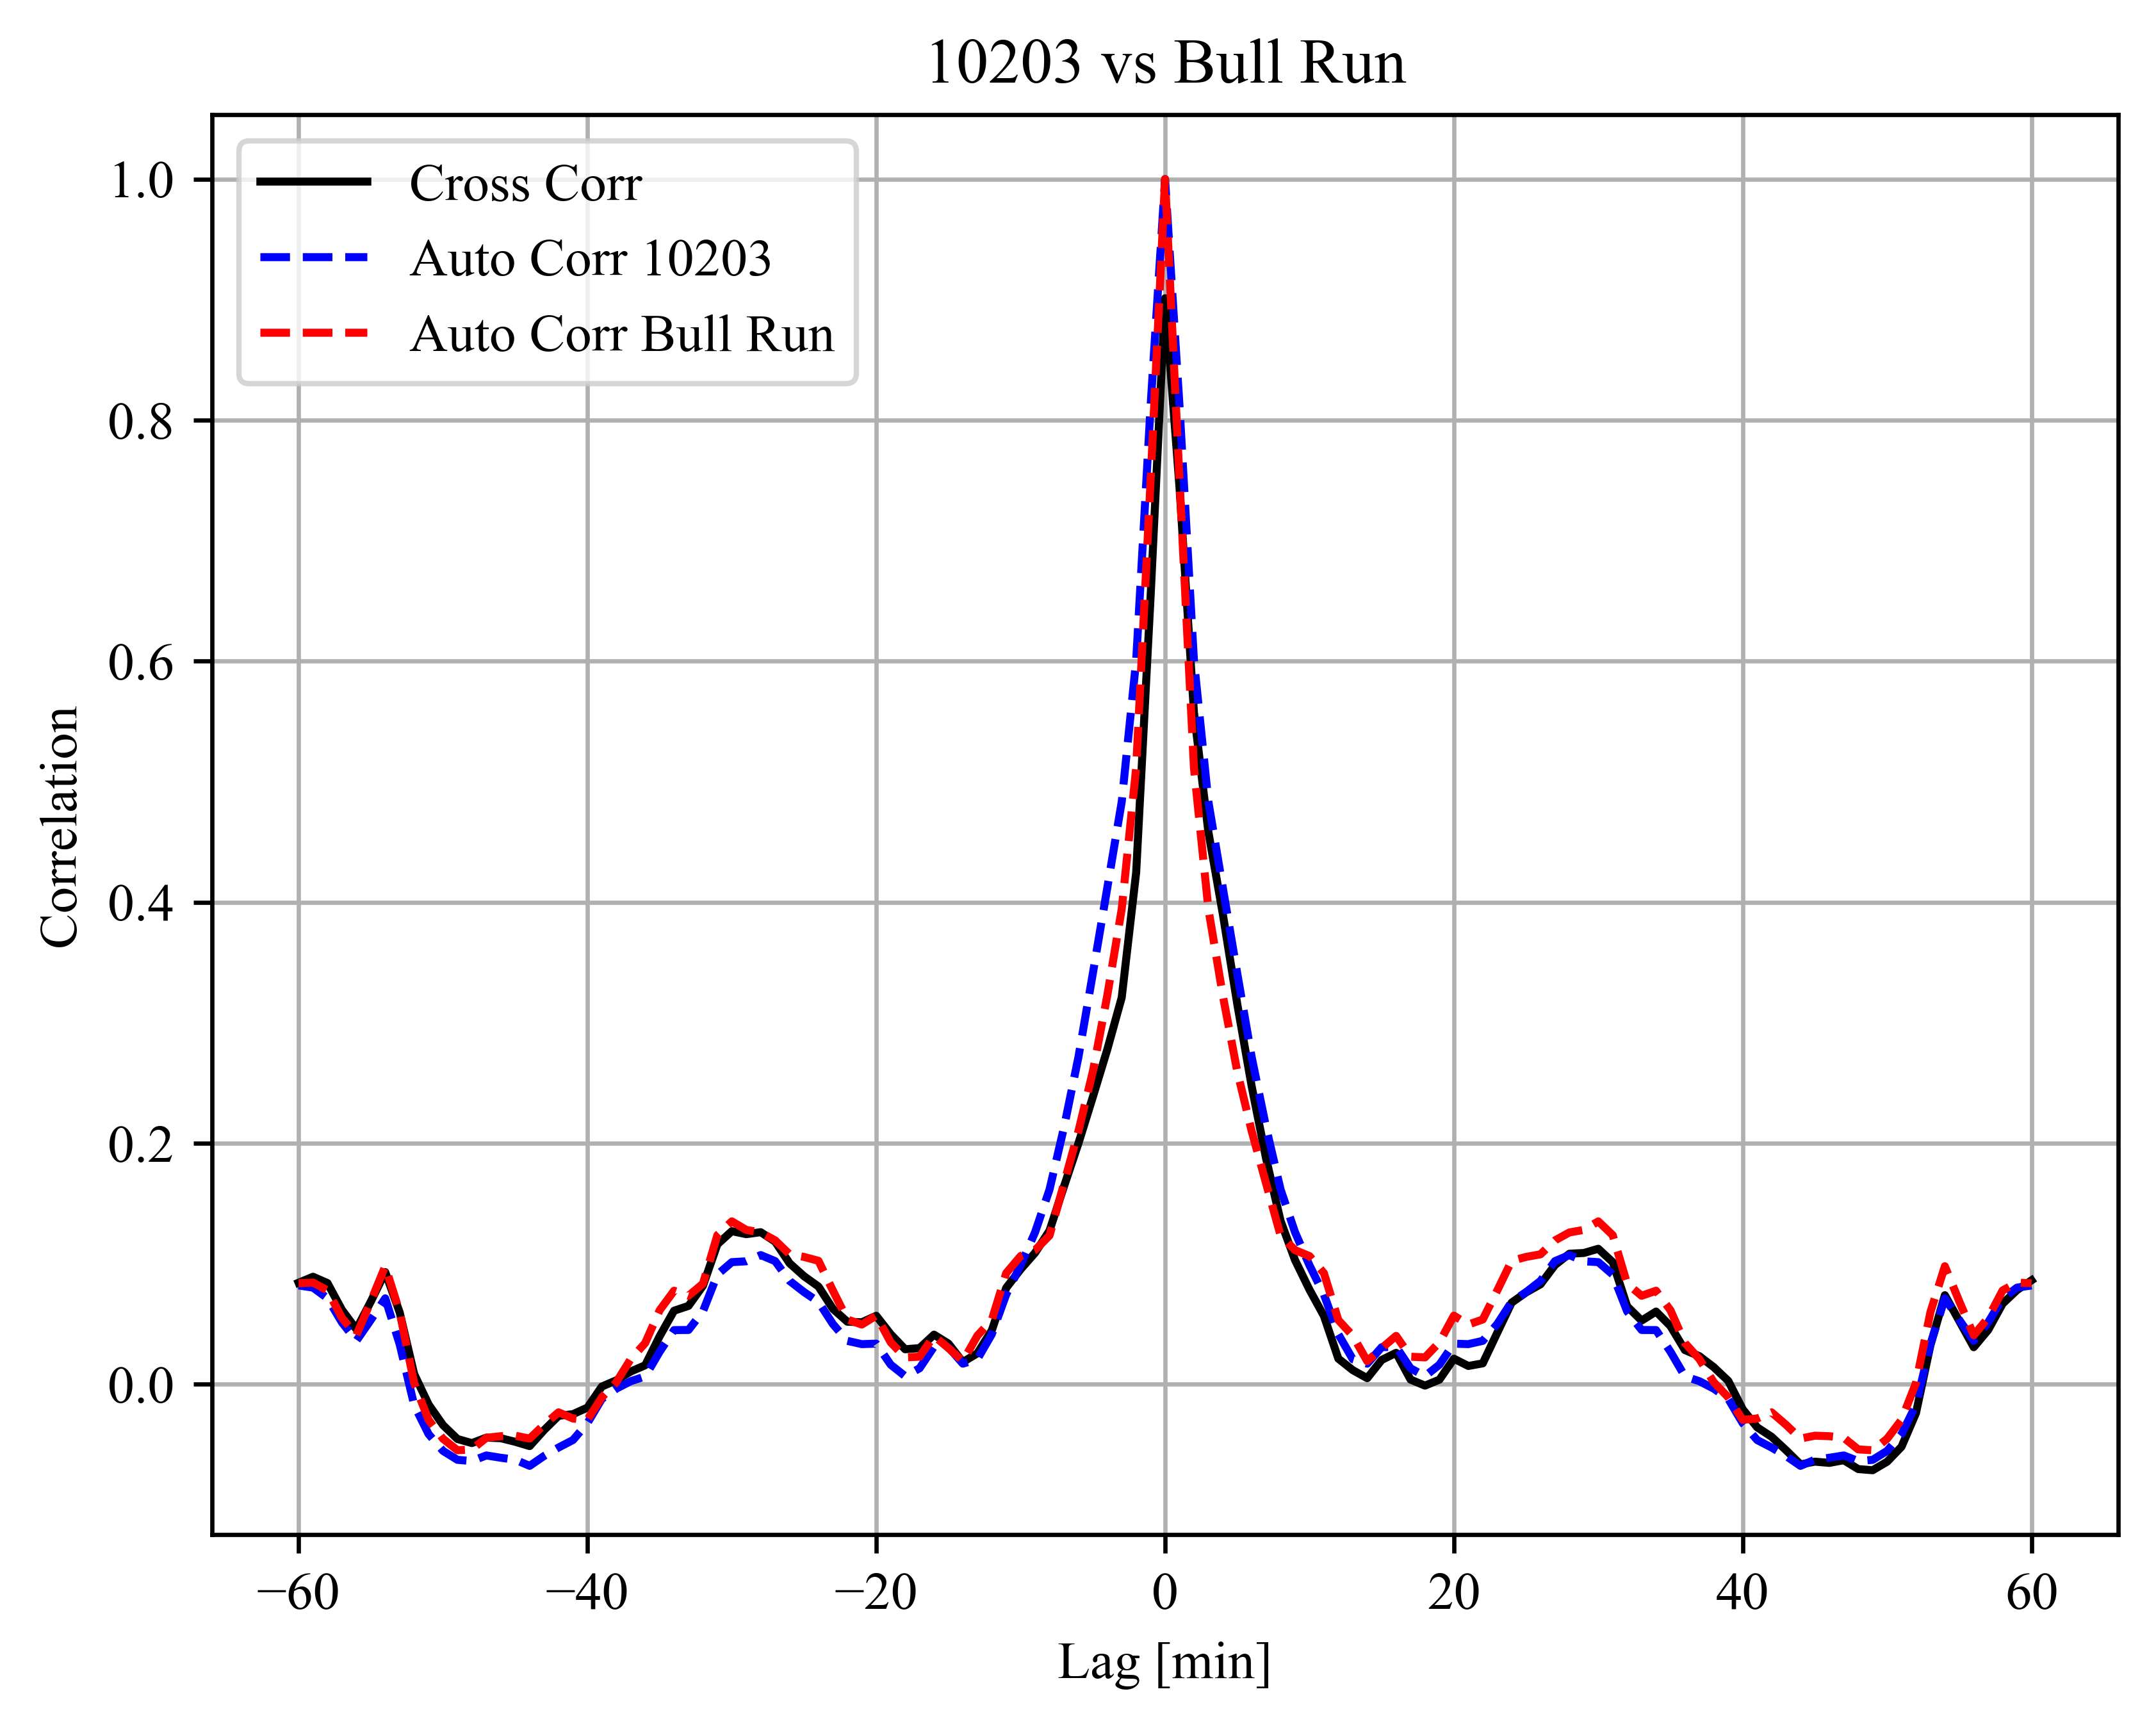 10203 vs Bull Run
Cross Corr
Auto Corr 10203
Auto Corr Bull Run
1.0
0.8
0.6
0.4
0.2
0.0
Correlation
−60 −40 −20 0 20 40 60
Lag [min]